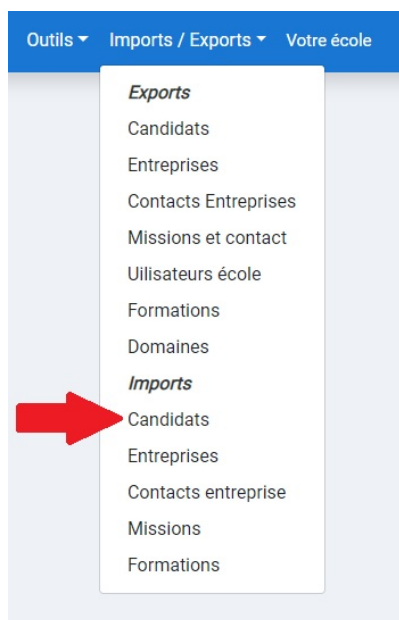 Outils Imports / Exports Votre école
Exports
Candidats
Entreprises
Contacts Entreprises
Missions et contact
Uilisateurs école
Formations
Domaines
Imports
Candidats
Entreprises
Contacts entreprise
Missions
Formations